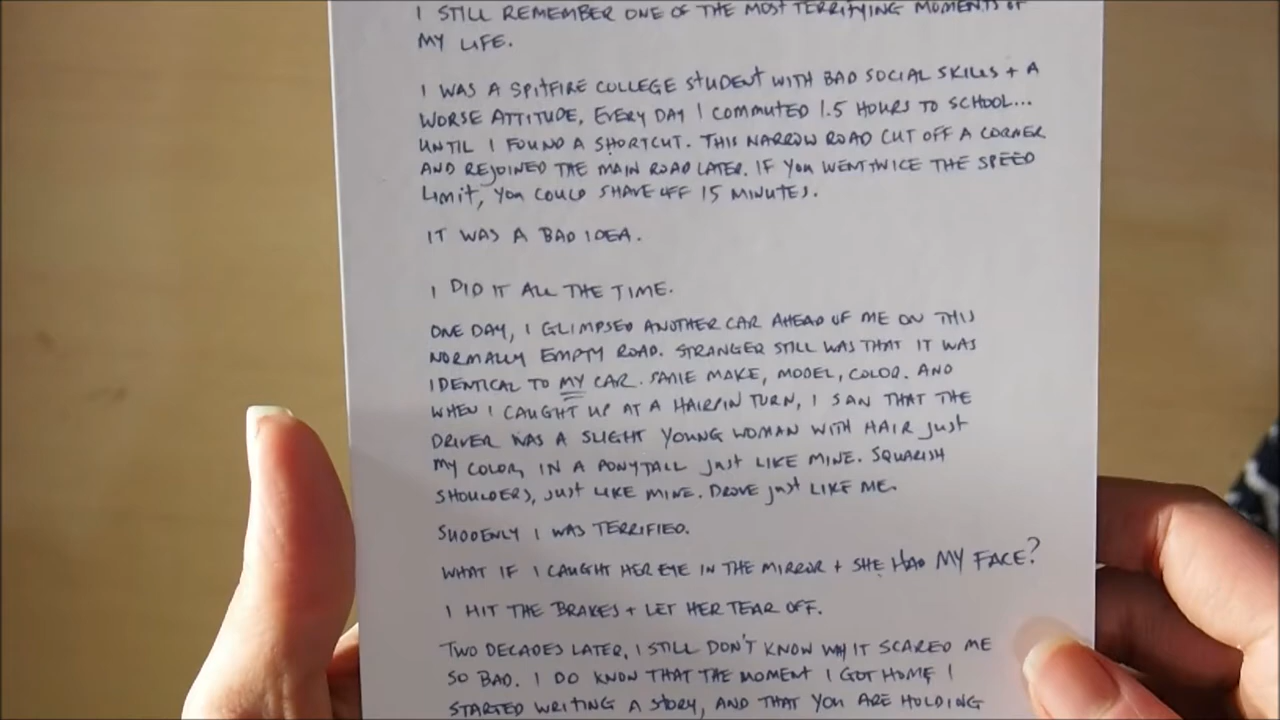 I STILL REMEMBER ONE OF THE MOST TERRIFYING MOMENTS OF
MY LIFE.
I WAS A SPITFIRE COLLEGE STUDENT WITH BAD SOCIAL SKILLS + A
WORSE ATTITUDE. EVERY DAY I COMMUTED 1.5 HOURS TO SCHOOL...
UNTIL I FOUND A SHORTCUT. THIS NARROW ROAD CUT OFF A CORNER
AND REJOINED THE MAIN ROAD LATER. IF YOU WENT TWICE THE SPEED
LIMIT, YOU COULD SHAVE OFF 15 MINUTES.
IT WAS A BAD IDEA.
I DID IT ALL THE TIME.
ONE DAY, I GLIMPSED ANOTHER CAR AHEAD OF ME ON THIS
NORMALLY EMPTY ROAD. STRANGER STILL WAS THAT IT WAS
IDENTICAL TO MY CAR. SAME MAKE, MODEL, COLOR. AND
WHEN I CAUGHT UP AT A HAIRPIN TURN, I SAW THAT THE
DRIVER WAS A SLIGHT YOUNG WOMAN WITH HAIR JUST
MY COLOR, IN A PONYTAIL JUST LIKE MINE. SQUARISH
SHOULDERS, JUST LIKE MINE. DROVE JUST LIKE ME.
SUDDENLY I WAS TERRIFIED.
WHAT IF I CAUGHT HER EYE IN THE MIRROR + SHE HAD MY FACE?
I HIT THE BRAKES + LET HER TEAR OFF.
TWO DECADES LATER, I STILL DON'T KNOW WHY IT SCARED ME
SO BAD. I DO KNOW THAT THE MOMENT I GOT HOME I
STARTED WRITING A STORY, AND THAT YOU ARE HOLDING